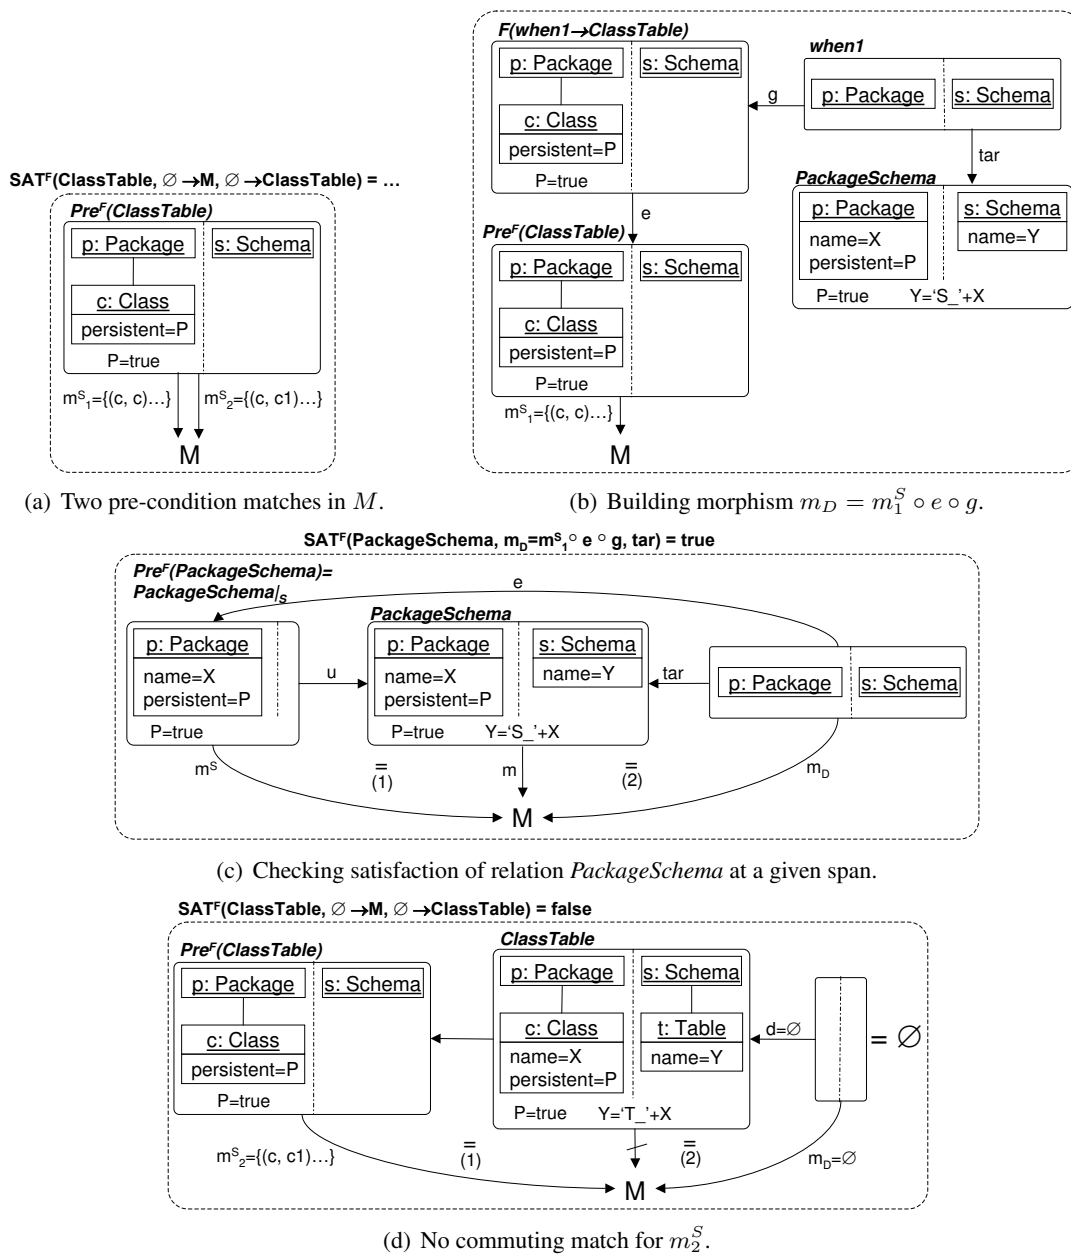 SAT^F(ClassTable, ∅→M, ∅→ClassTable) = ...
Pre^F(ClassTable)
p: Package
s: Schema
c: Class
persistent=P
P=true
m^S_1={(c, c)…}
m^S_2={(c, c1)…}
M
(a) Two pre-condition matches in M.
F(when1→ClassTable)
p: Package
s: Schema
c: Class
persistent=P
P=true
g
when1
p: Package
s: Schema
tar
PackageSchema
p: Package
name=X
persistent=P
s: Schema
name=Y
P=true
Y='S_'+X
e
Pre^F(ClassTable)
p: Package
s: Schema
c: Class
persistent=P
P=true
m^S_1={(c, c)…}
M
(b) Building morphism m_D = m_1^S ∘ e ∘ g.
SAT^F(PackageSchema, m_D=m^S_1∘ e ∘ g, tar) = true
Pre^F(PackageSchema)=
PackageSchema|_S
e
p: Package
name=X
persistent=P
P=true
u
PackageSchema
p: Package
name=X
persistent=P
s: Schema
name=Y
P=true
Y='S_'+X
tar
p: Package
s: Schema
m^S
=
(1)
m
=
(2)
m_D
M
(c) Checking satisfaction of relation PackageSchema at a given span.
SAT^F(ClassTable, ∅→M, ∅→ClassTable) = false
Pre^F(ClassTable)
p: Package
s: Schema
c: Class
persistent=P
P=true
ClassTable
p: Package
s: Schema
c: Class
name=X
persistent=P
t: Table
name=Y
P=true
Y='T_'+X
d=∅
= ∅
m^S_2={(c, c1)…}
=
(1)
=
(2)
m_D=∅
M
(d) No commuting match for m_2^S.